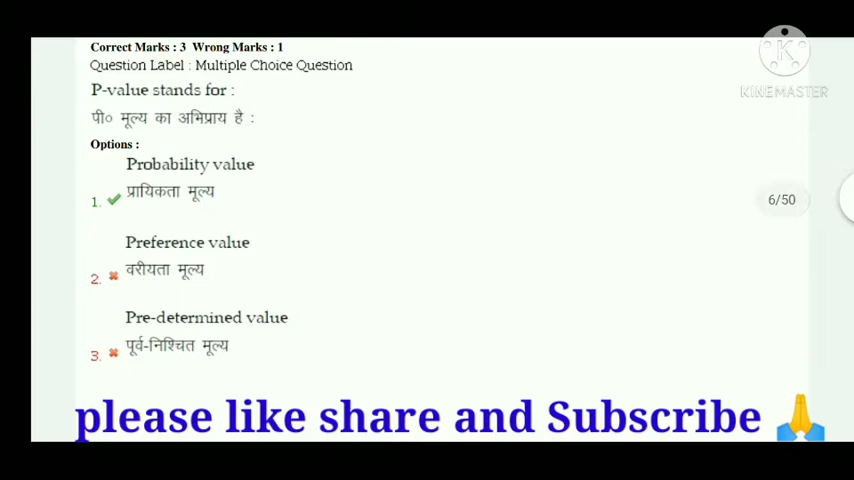 Correct Marks : 3 Wrong Marks : 1
Question Label : Multiple Choice Question
P-value stands for :
पी० मूल्य का अभिप्राय है :
Options :
Probability value
1. प्रायिकता मूल्य
Preference value
2. वरीयता मूल्य
Pre-determined value
3. पूर्व-निश्चित मूल्य
please like share and Subscribe 🙏
K
KINEMASTER
6/50